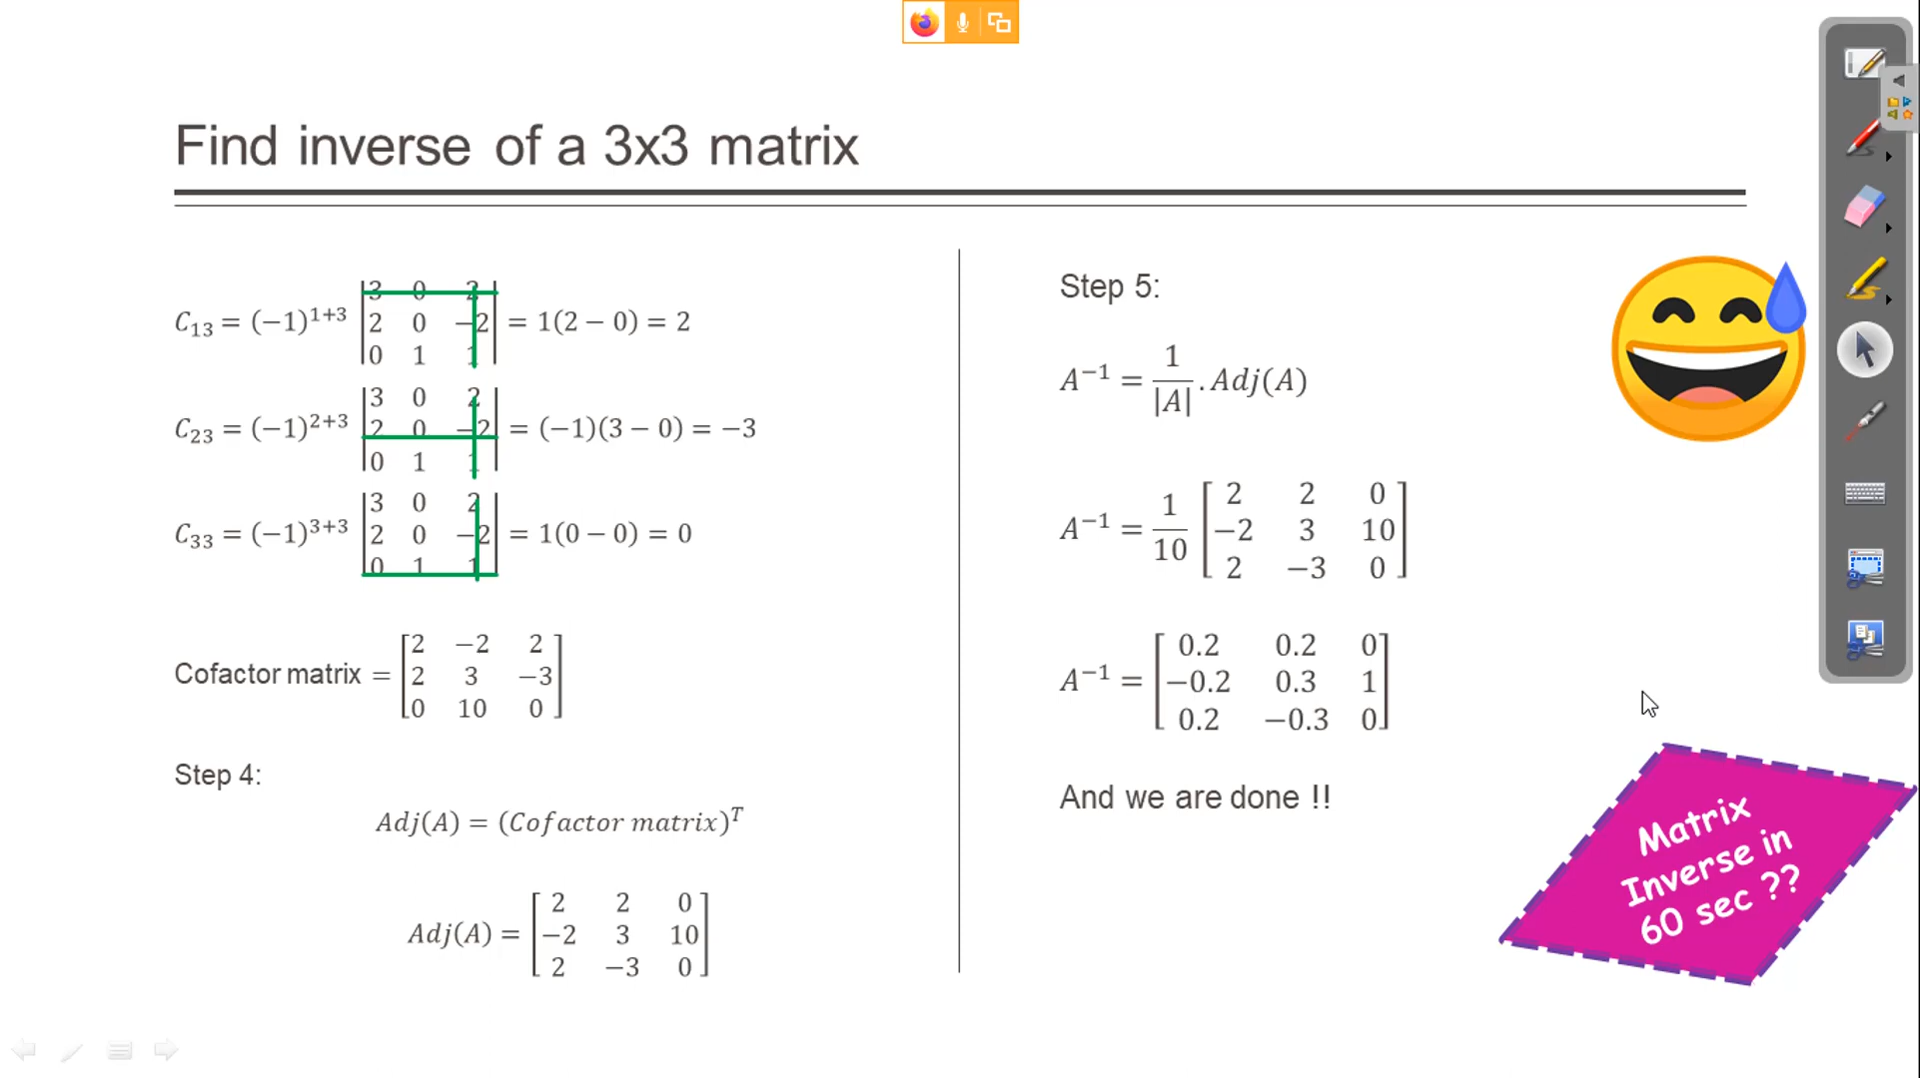 Find inverse of a 3x3 matrix
C₁₃ = (−1)¹⁺³ |3 0 2
2 0 −2
0 1 1| = 1(2 − 0) = 2
C₂₃ = (−1)²⁺³ |3 0 2
2 0 −2
0 1 1| = (−1)(3 − 0) = −3
C₃₃ = (−1)³⁺³ |3 0 2
2 0 −2
0 1 1| = 1(0 − 0) = 0
Cofactor matrix = [2 −2 2
2 3 −3
0 10 0]
Step 4:
Adj(A) = (Cofactor matrix)ᵀ
Adj(A) = [2 2 0
−2 3 10
2 −3 0]
Step 5:
A⁻¹ = 1/|A| . Adj(A)
A⁻¹ = 1/10 [2 2 0
−2 3 10
2 −3 0]
A⁻¹ = [0.2 0.2 0
−0.2 0.3 1
0.2 −0.3 0]
And we are done !!
Matrix
Inverse in
60 sec ??